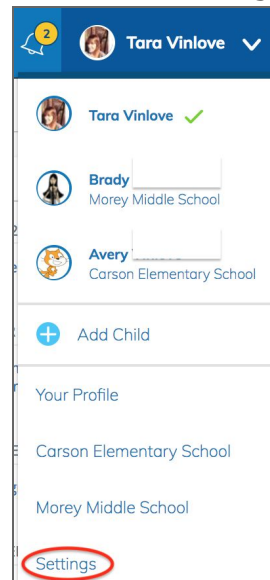 2
Tara Vinlove
Tara Vinlove
Brady
Morey Middle School
Avery
Carson Elementary School
Add Child
Your Profile
Carson Elementary School
Morey Middle School
Settings